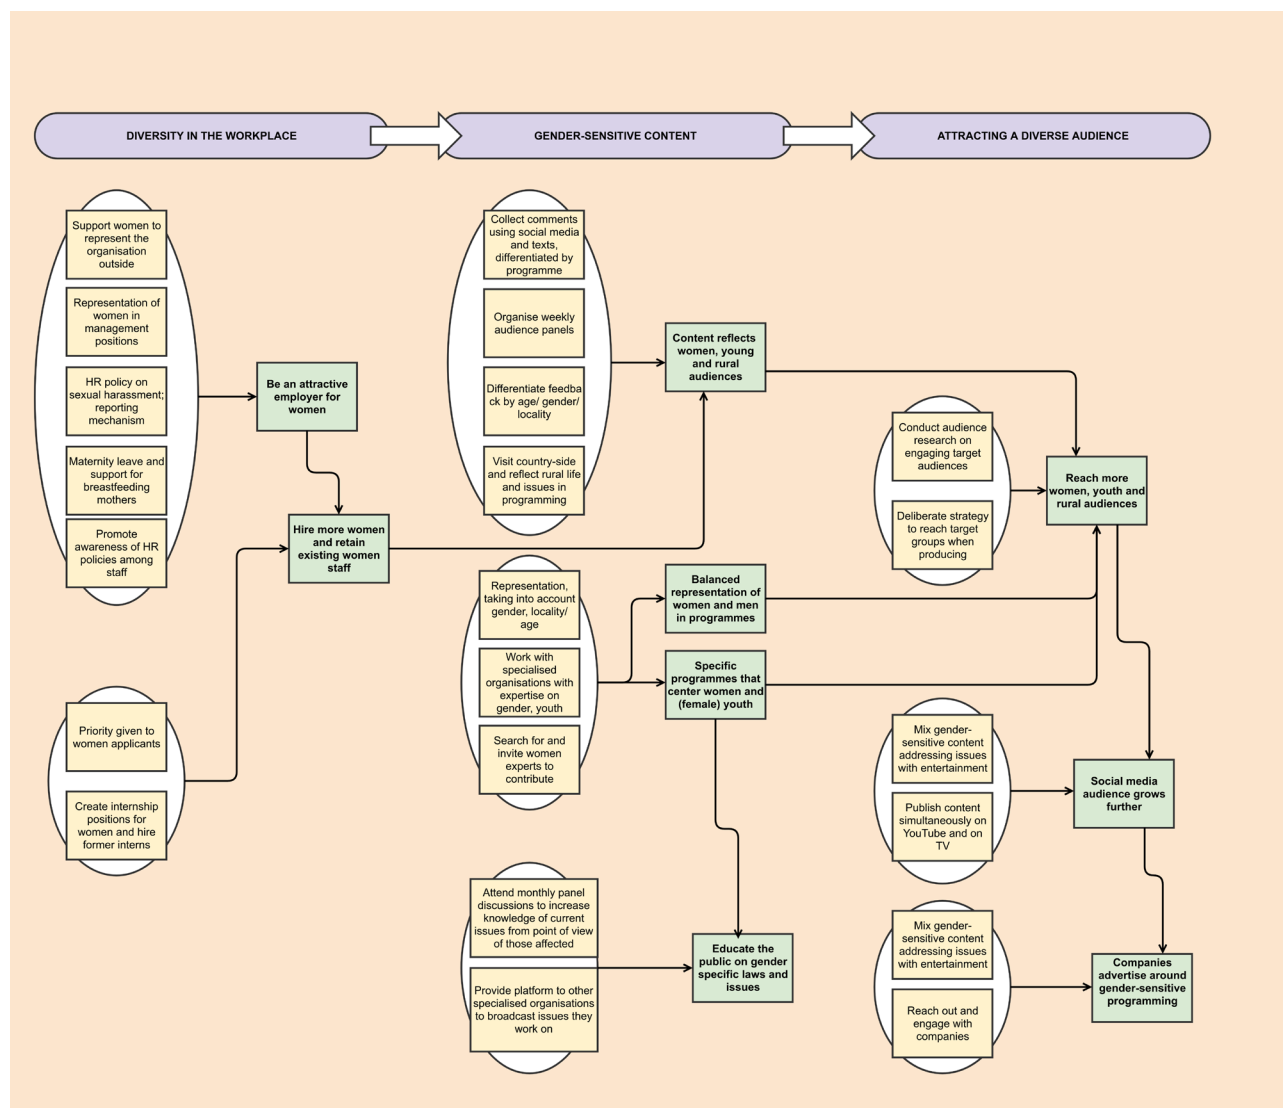 DIVERSITY IN THE WORKPLACE
GENDER-SENSITIVE CONTENT
ATTRACTING A DIVERSE AUDIENCE
Support women to
represent the
organisation
outside
Representation of
women in
management
positions
HR policy on
sexual harassment;
reporting
mechanism
Maternity leave and
support for
breastfeeding
mothers
Promote
awareness of HR
policies among
staff
Be an attractive
employer for
women
Hire more women
and retain
existing women
staff
Priority given to
women applicants
Create internship
positions for
women and hire
former interns
Collect comments
using social media
and texts,
differentiated by
programme
Organise weekly
audience panels
Differentiate feedba
ck by age/ gender/
locality
Visit country-side
and reflect rural life
and issues in
programming
Content reflects
women, young
and rural
audiences
Representation,
taking into account
gender, locality/
age
Work with
specialised
organisations with
expertise on
gender, youth
Search for and
invite women
experts to
contribute
Balanced
representation of
women and men
in programmes
Specific
programmes that
center women and
(female) youth
Attend monthly panel
discussions to increase
knowledge of current
issues from point of view
of those affected
Provide platform to other
specialised organisations
to broadcast issues they
work on
Educate the
public on gender
specific laws and
issues
Conduct audience
research on
engaging target
audiences
Deliberate strategy
to reach target
groups when
producing
Reach more
women, youth and
rural audiences
Mix gender-
sensitive content
addressing issues
with entertainment
Publish content
simultaneously on
YouTube and on
TV
Social media
audience grows
further
Mix gender-
sensitive content
addressing issues
with entertainment
Reach out and
engage with
companies
Companies
advertise around
gender-sensitive
programming